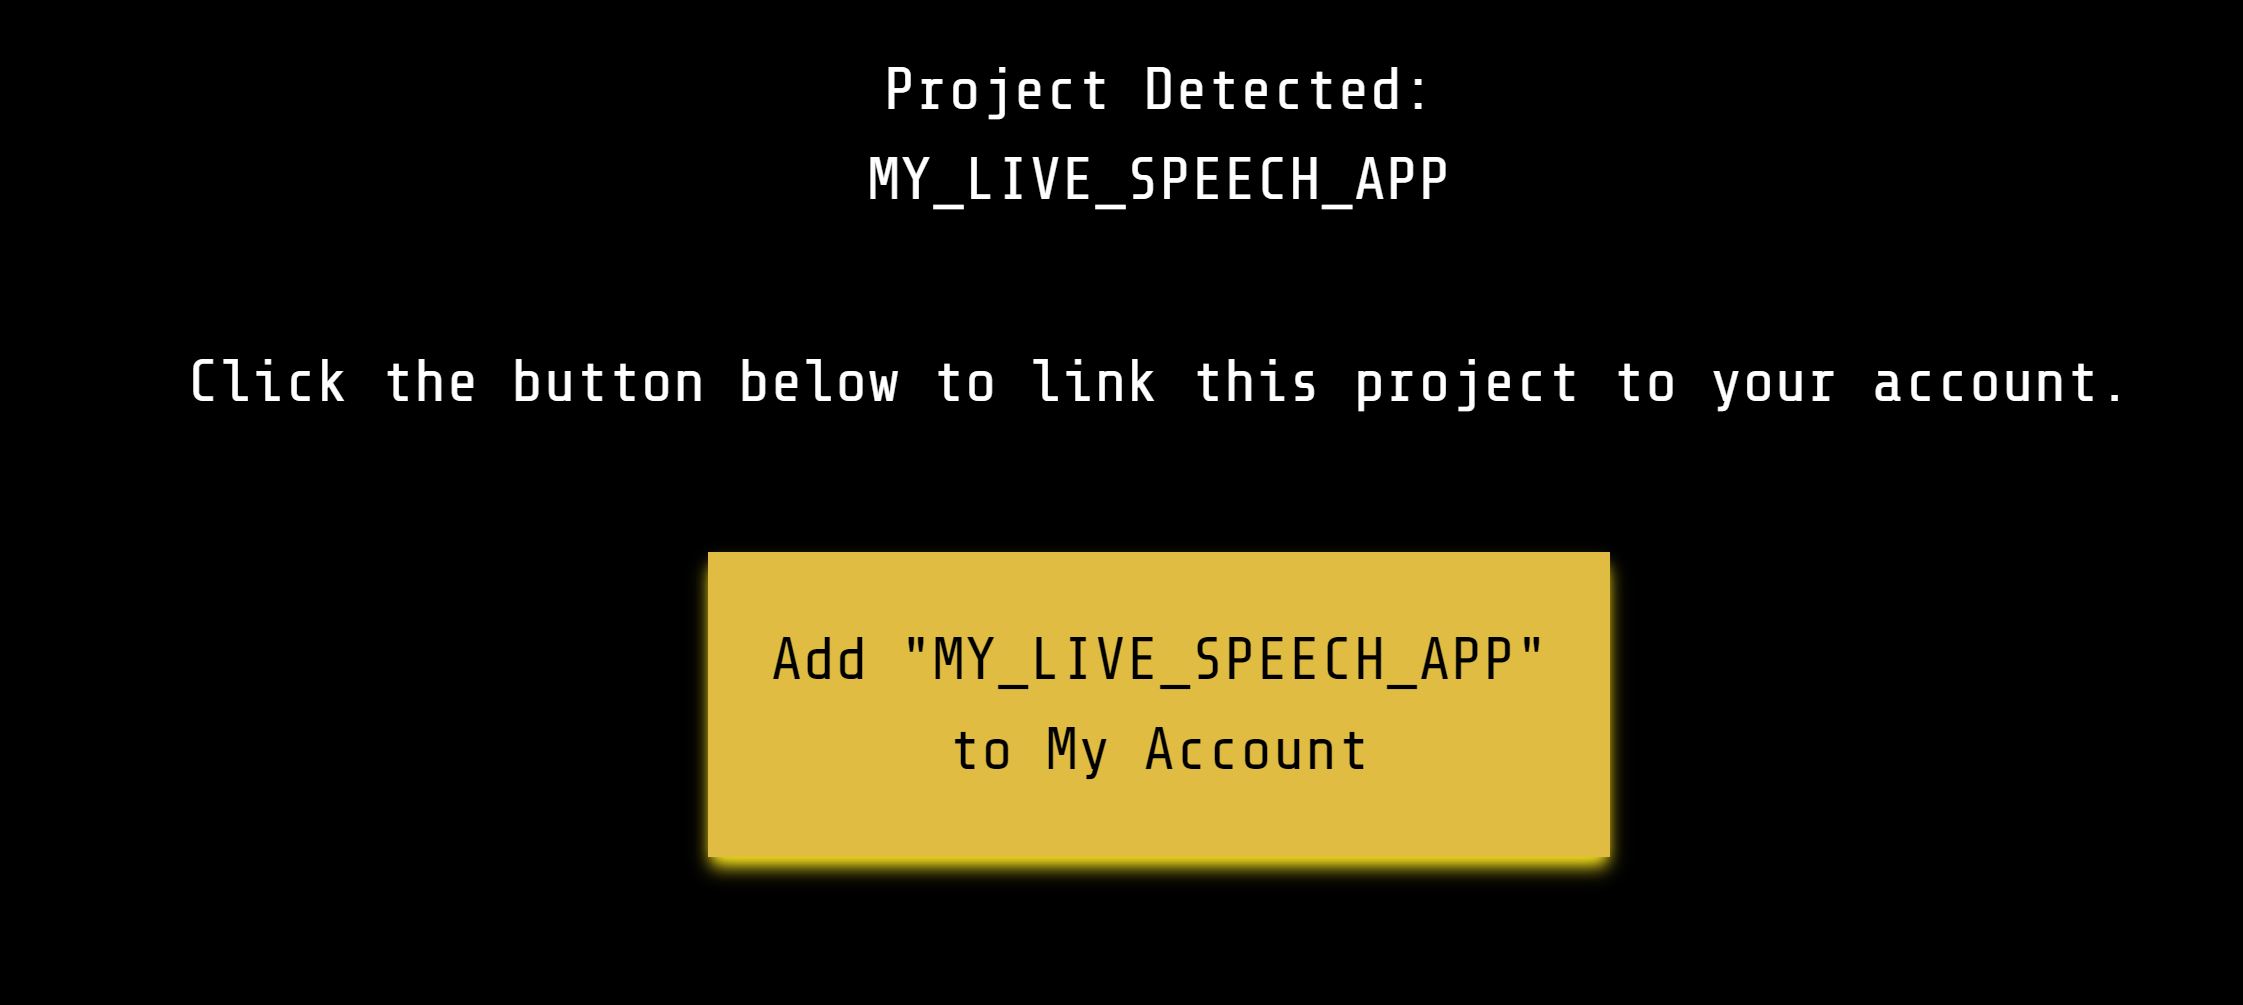 Project Detected:
MY_LIVE_SPEECH_APP
Click the button below to link this project to your account.
Add "MY_LIVE_SPEECH_APP"
to My Account